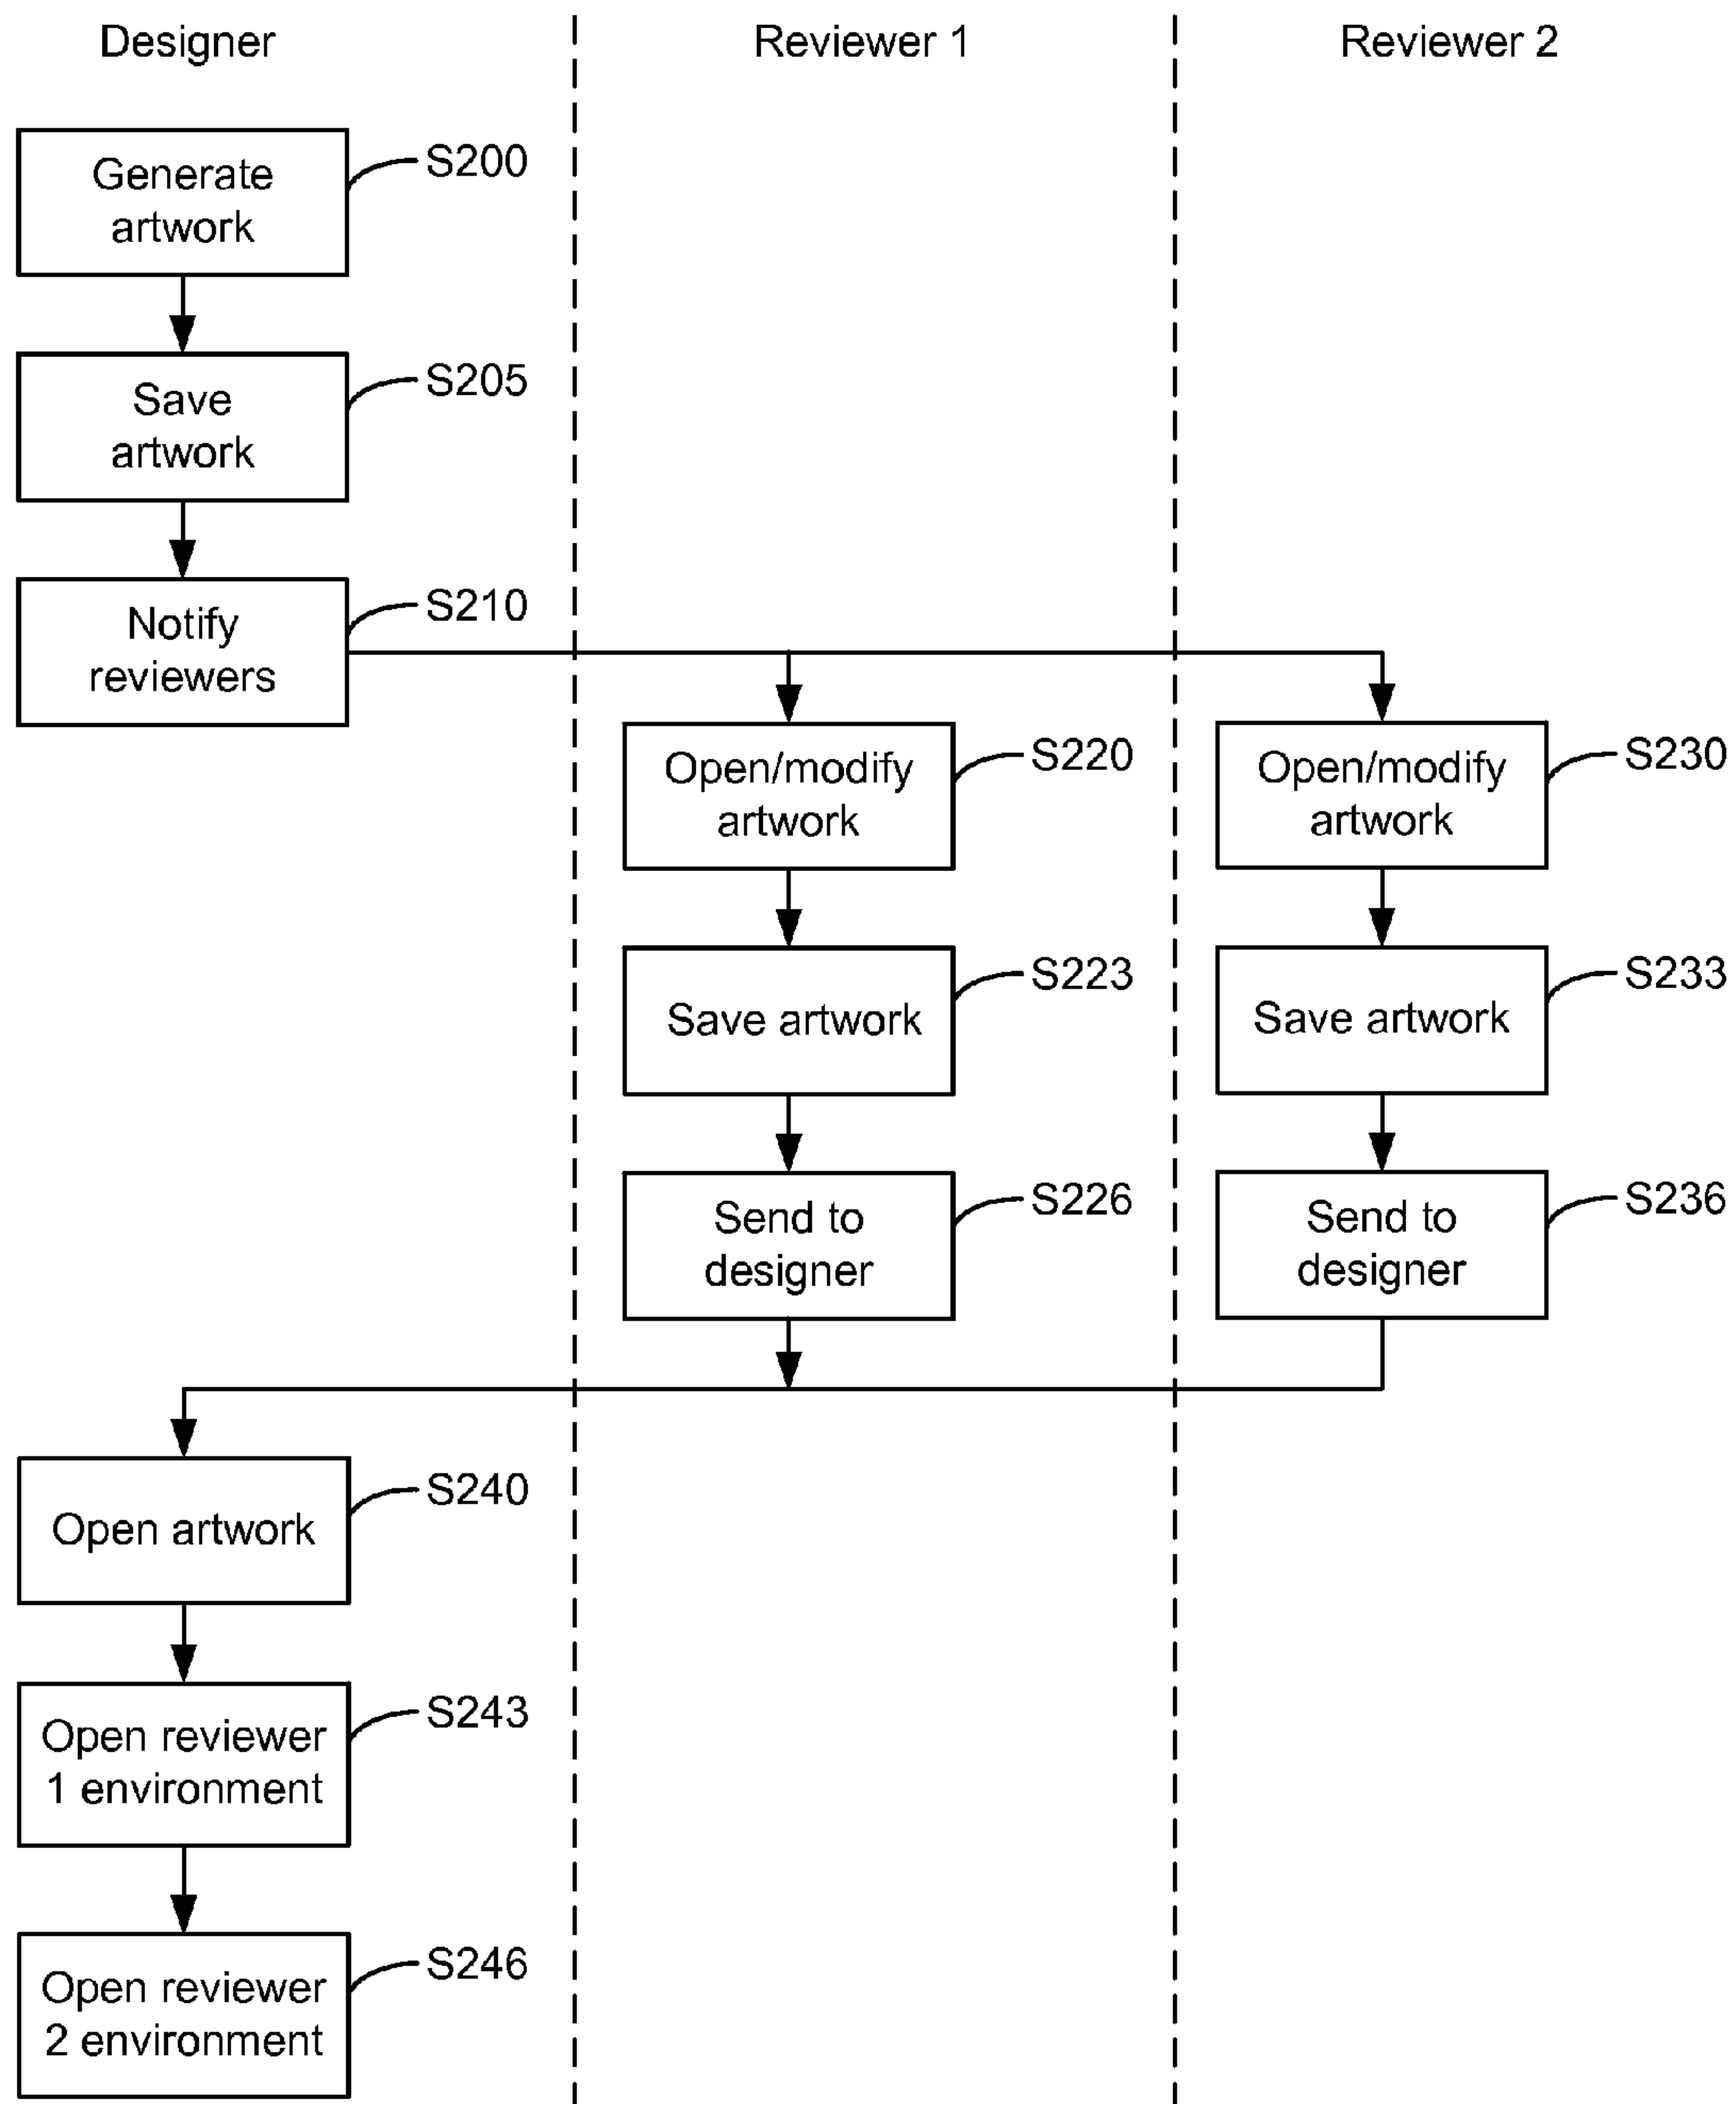 Designer
Reviewer 1
Reviewer 2
Generate
artwork
S200
Save
artwork
S205
Notify
reviewers
S210
Open/modify
artwork
S220
Open/modify
artwork
S230
Save artwork
S223
Save artwork
S233
Send to
designer
S226
Send to
designer
S236
Open artwork
S240
Open reviewer
1 environment
S243
Open reviewer
2 environment
S246